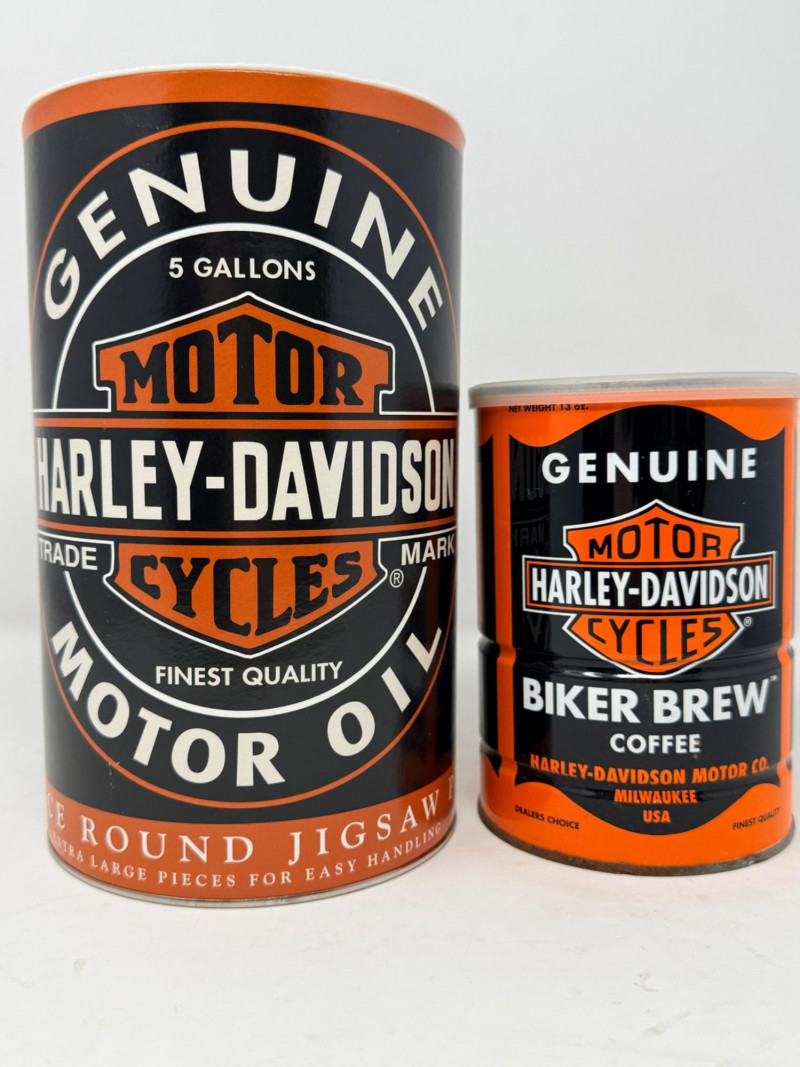 GENUINE
5 GALLONS
MOTOR
HARLEY-DAVIDSON
TRADE MARK
CYCLES®
FINEST QUALITY
MOTOR OIL
ROUND JIGSAW
EXTRA LARGE PIECES FOR EASY HANDLING
NET WEIGHT 13 oz.
GENUINE
MOTOR
HARLEY-DAVIDSON
CYCLES®
BIKER BREW™
COFFEE
HARLEY-DAVIDSON MOTOR CO.
MILWAUKEE
USA
DEALERS CHOICE
FINEST QUALITY